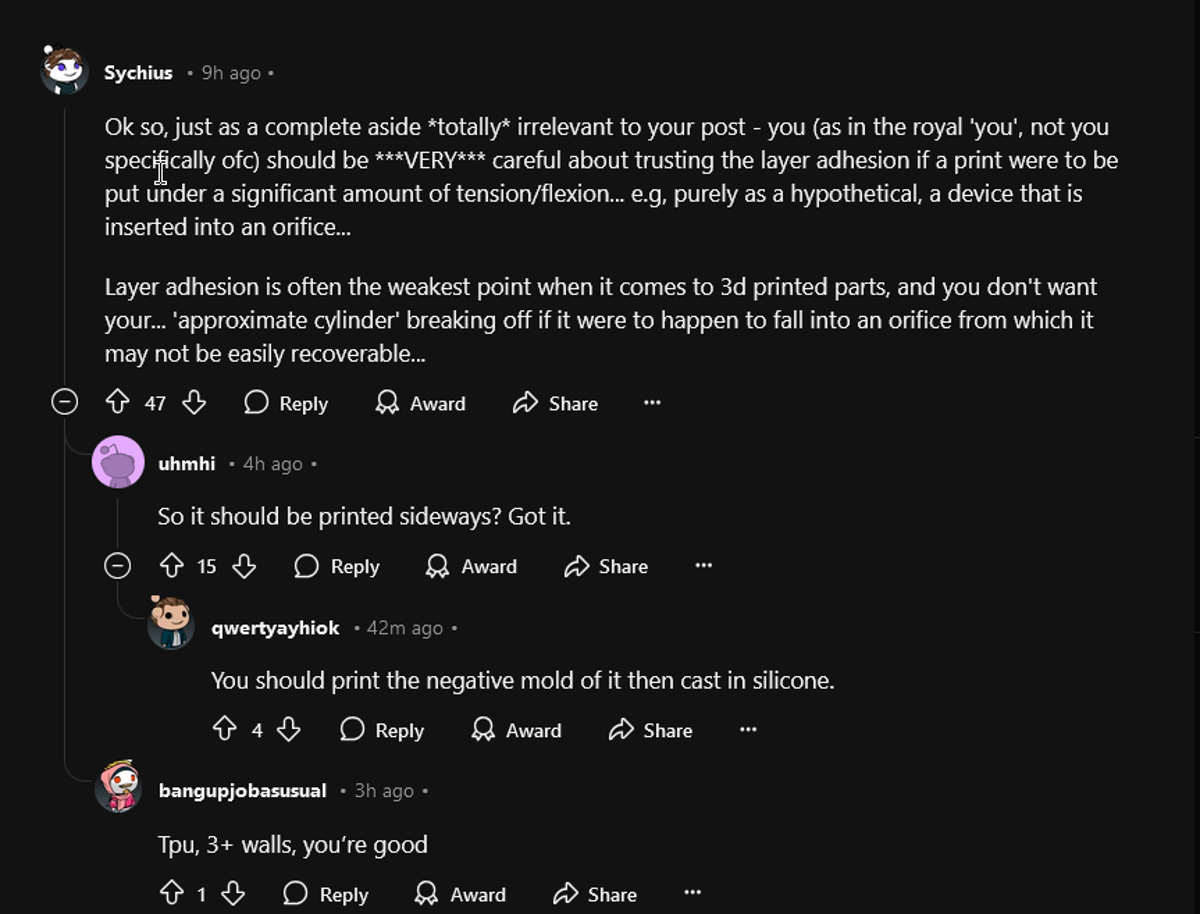 Sychius • 9h ago •
Ok so, just as a complete aside *totally* irrelevant to your post - you (as in the royal 'you', not you
specifically ofc) should be ***VERY*** careful about trusting the layer adhesion if a print were to be
put under a significant amount of tension/flexion... e.g, purely as a hypothetical, a device that is
inserted into an orifice...
Layer adhesion is often the weakest point when it comes to 3d printed parts, and you don't want
your... 'approximate cylinder' breaking off if it were to happen to fall into an orifice from which it
may not be easily recoverable...
47 Reply Award Share ...
uhmhi • 4h ago •
So it should be printed sideways? Got it.
15 Reply Award Share ...
qwertyayhiok • 42m ago •
You should print the negative mold of it then cast in silicone.
4 Reply Award Share ...
bangupjobasusual • 3h ago •
Tpu, 3+ walls, you’re good
1 Reply Award Share ...